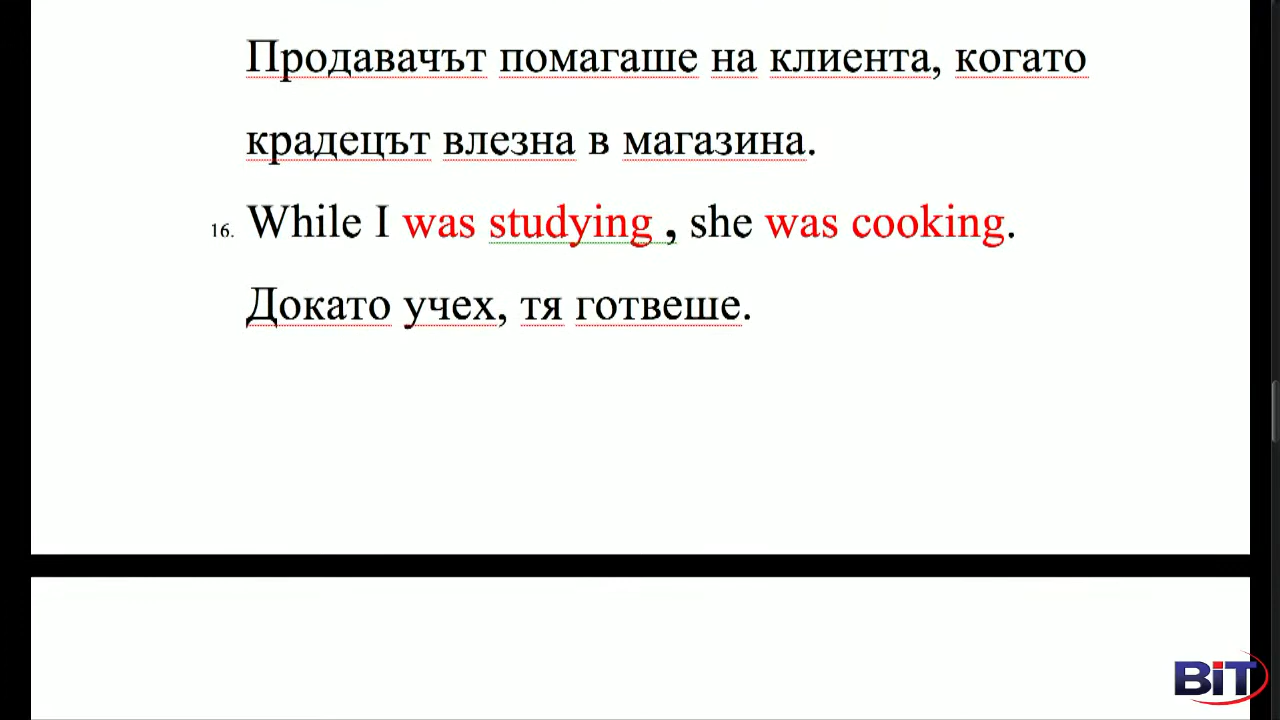 Продавачът помагаше на клиента, когато
крадецът влезна в магазина.
16. While I was studying , she was cooking.
Докато учех, тя готвеше.
BiT